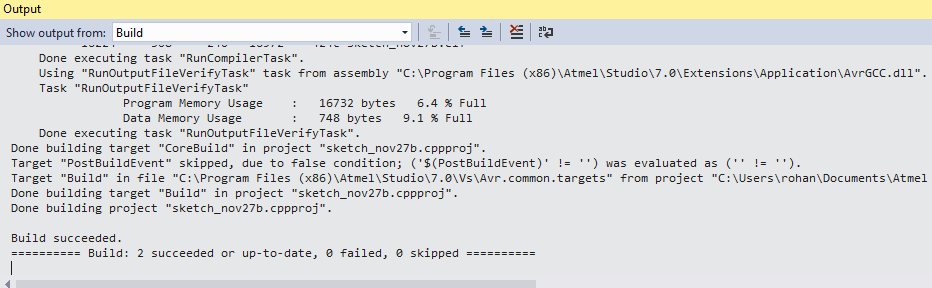 Output
Show output from: Build
Done executing task "RunCompilerTask".
Using "RunOutputFileVerifyTask" task from assembly "C:\Program Files (x86)\Atmel\Studio\7.0\Extensions\Application\AvrGCC.dll".
Task "RunOutputFileVerifyTask"
Program Memory Usage : 16732 bytes 6.4 % Full
Data Memory Usage : 748 bytes 9.1 % Full
Done executing task "RunOutputFileVerifyTask".
Done building target "CoreBuild" in project "sketch_nov27b.cppproj".
Target "PostBuildEvent" skipped, due to false condition; ('$(PostBuildEvent)' != '') was evaluated as ('' != '').
Target "Build" in file "C:\Program Files (x86)\Atmel\Studio\7.0\Vs\Avr.common.targets" from project "C:\Users\rohan\Documents\Atmel
Done building target "Build" in project "sketch_nov27b.cppproj".
Done building project "sketch_nov27b.cppproj".
Build succeeded.
========== Build: 2 succeeded or up-to-date, 0 failed, 0 skipped ==========